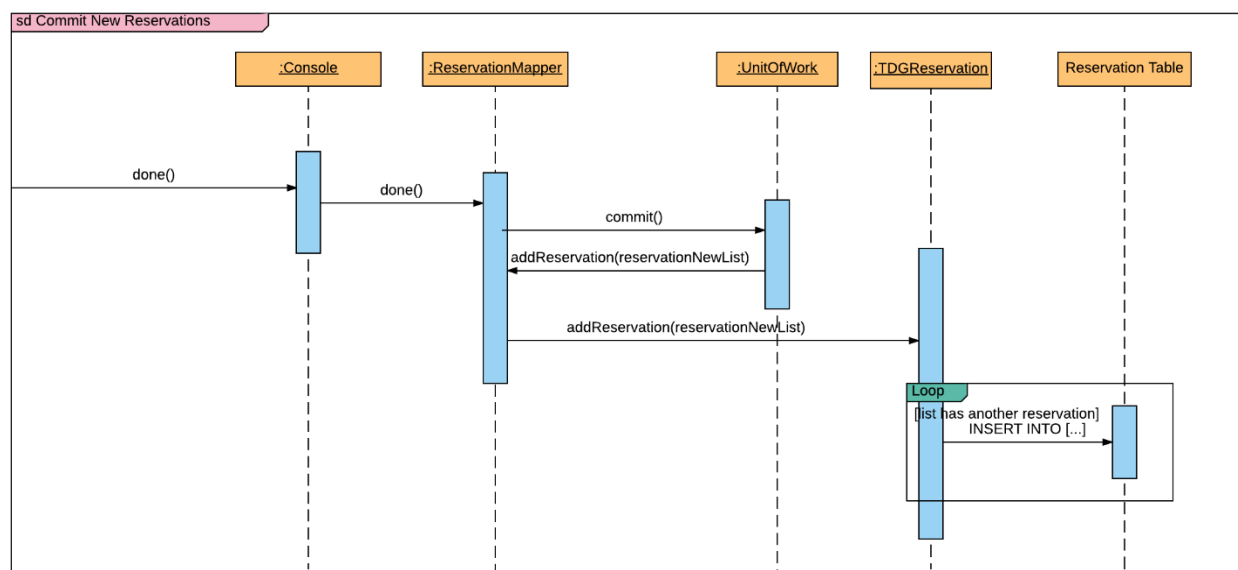 sd Commit New Reservations
:Console
:ReservationMapper
:UnitOfWork
:TDGReservation
Reservation Table
done()
done()
commit()
addReservation(reservationNewList)
addReservation(reservationNewList)
Loop
[list has another reservation]
INSERT INTO [...]